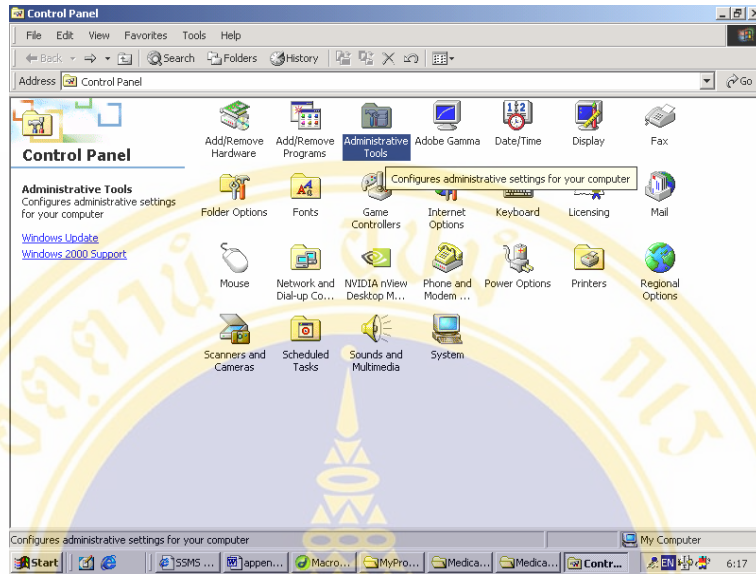 Control Panel
File Edit View Favorites Tools Help
Back Search Folders History
Address Control Panel Go
Control Panel
Administrative Tools
Configures administrative settings
for your computer
Windows Update
Windows 2000 Support
Add/Remove Hardware
Add/Remove Programs
Administrative Tools
Adobe Gamma
Date/Time
Display
Fax
Configures administrative settings for your computer
Folder Options
Fonts
Game Controllers
Internet Options
Keyboard
Licensing
Mail
Mouse
Network and Dial-up Co...
NVIDIA nView Desktop M...
Phone and Modem ...
Power Options
Printers
Regional Options
Scanners and Cameras
Scheduled Tasks
Sounds and Multimedia
System
Configures administrative settings for your computer My Computer
Start SSMS ... appen... Macro... MyPro... Medica... Medica... Contr... EN 6:17